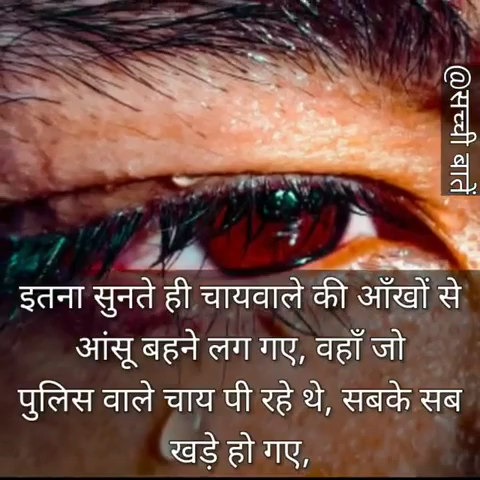 @सच्ची बातें
इतना सुनते ही चायवाले की आँखों से
आंसू बहने लग गए, वहाँ जो
पुलिस वाले चाय पी रहे थे, सबके सब
खड़े हो गए,